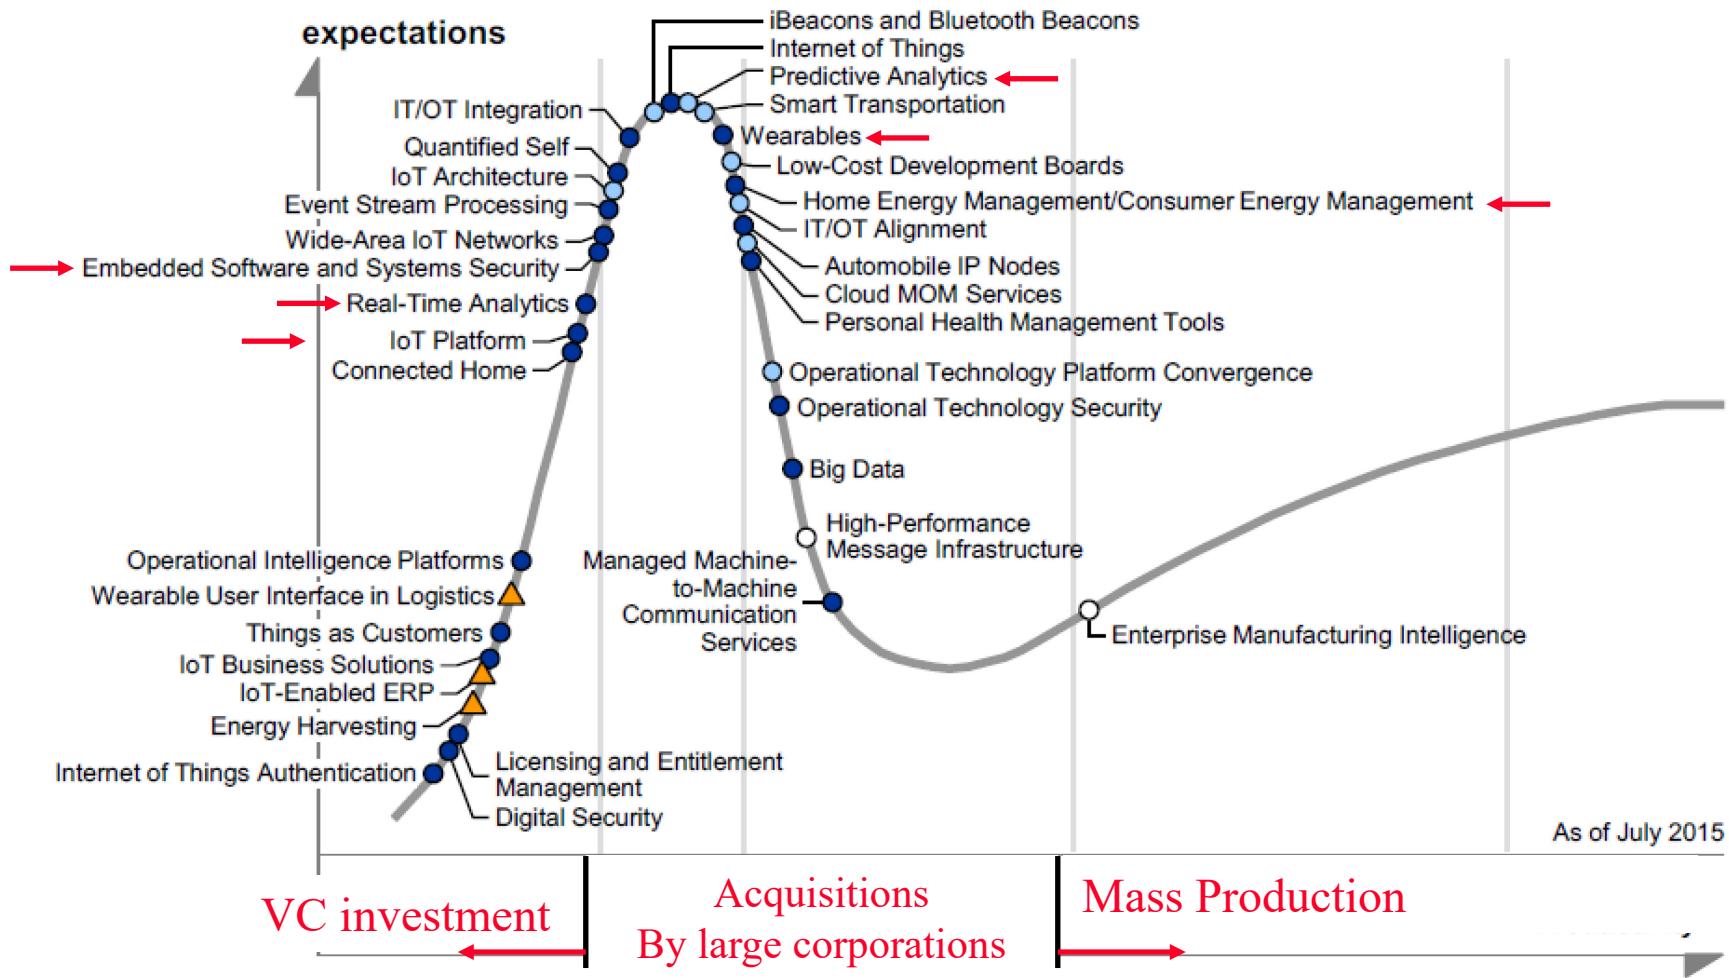 expectations
iBeacons and Bluetooth Beacons
Internet of Things
Predictive Analytics
Smart Transportation
Wearables
Low-Cost Development Boards
Home Energy Management/Consumer Energy Management
IT/OT Alignment
Automobile IP Nodes
Cloud MOM Services
Personal Health Management Tools
IT/OT Integration
Quantified Self
IoT Architecture
Event Stream Processing
Wide-Area IoT Networks
Embedded Software and Systems Security
Real-Time Analytics
IoT Platform
Connected Home
Operational Technology Platform Convergence
Operational Technology Security
Big Data
High-Performance
Message Infrastructure
Managed Machine-
to-Machine
Communication
Services
Enterprise Manufacturing Intelligence
Operational Intelligence Platforms
Wearable User Interface in Logistics
Things as Customers
IoT Business Solutions
IoT-Enabled ERP
Energy Harvesting
Internet of Things Authentication
Licensing and Entitlement
Management
Digital Security
As of July 2015
VC investment
Acquisitions
By large corporations
Mass Production